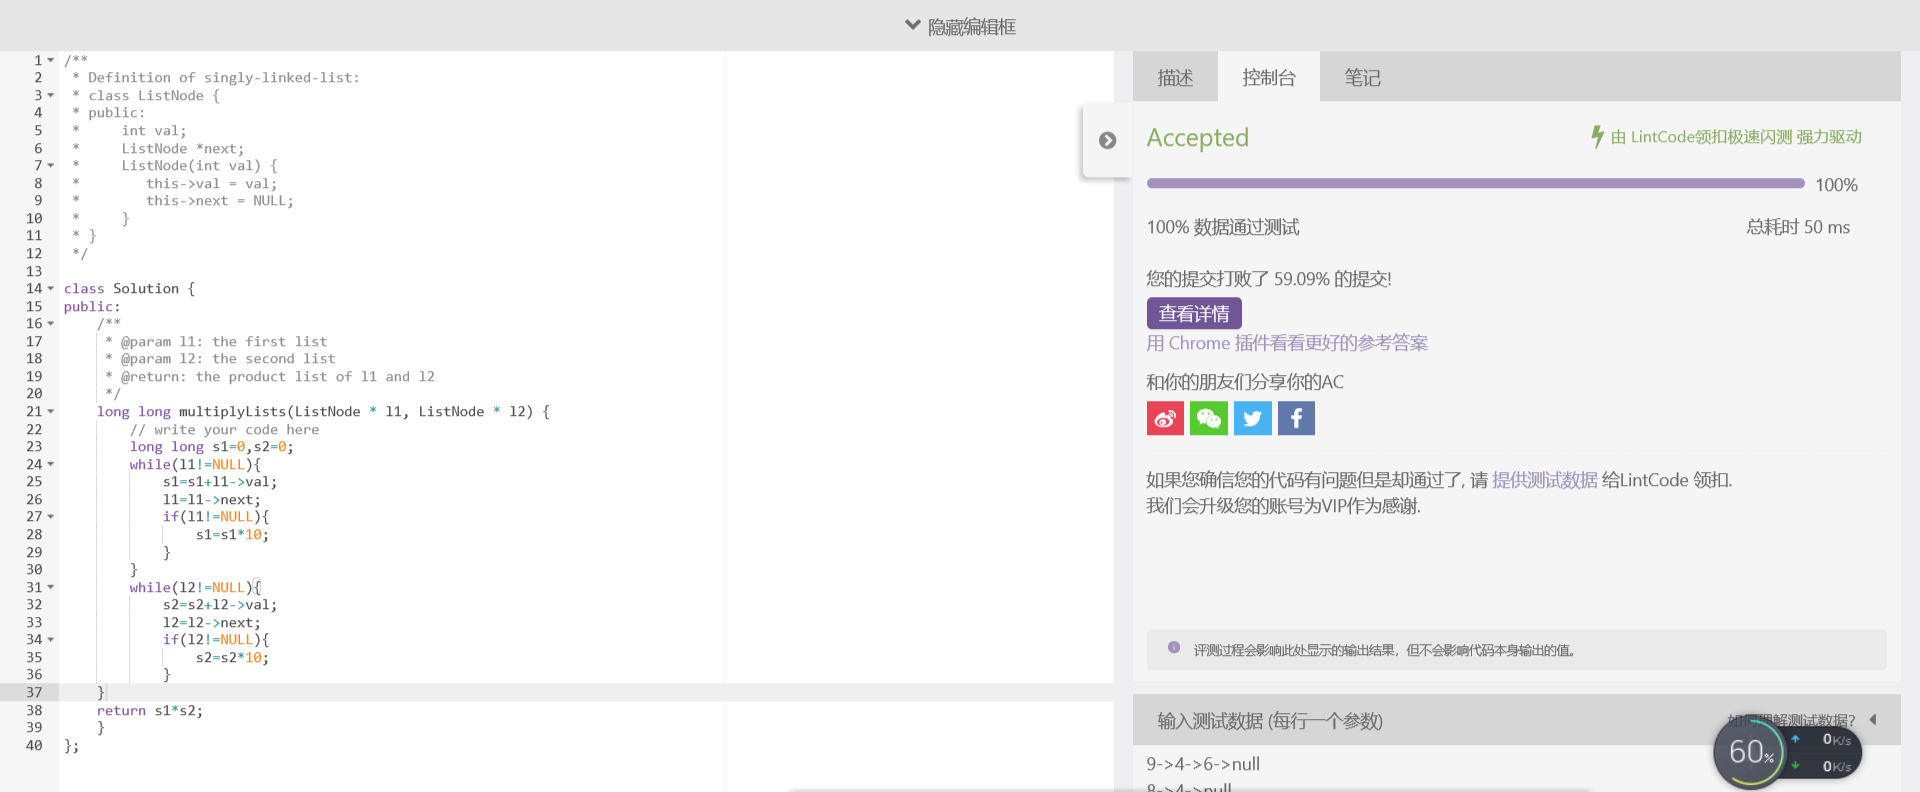 隐藏编辑框
1 /**
2  * Definition of singly-linked-list:
3  * class ListNode {
4  * public:
5  *     int val;
6  *     ListNode *next;
7  *     ListNode(int val) {
8  *        this->val = val;
9  *        this->next = NULL;
10  *     }
11  * }
12  */
13
14 class Solution {
15 public:
16     /**
17      * @param l1: the first list
18      * @param l2: the second list
19      * @return: the product list of l1 and l2
20      */
21     long long multiplyLists(ListNode * l1, ListNode * l2) {
22         // write your code here
23         long long s1=0,s2=0;
24         while(l1!=NULL){
25             s1=s1+l1->val;
26             l1=l1->next;
27             if(l1!=NULL){
28                 s1=s1*10;
29             }
30         }
31         while(l2!=NULL){
32             s2=s2+l2->val;
33             l2=l2->next;
34             if(l2!=NULL){
35                 s2=s2*10;
36             }
37     }
38     return s1*s2;
39     }
40 };
描述 控制台 笔记
Accepted
由 LintCode领扣极速闪测 强力驱动
100%
100% 数据通过测试
总耗时 50 ms
您的提交打败了 59.09% 的提交!
查看详情
用 Chrome 插件看看更好的参考答案
和你的朋友们分享你的AC
如果您确信您的代码有问题但是却通过了, 请 提供测试数据 给LintCode 领扣.
我们会升级您的账号为VIP作为感谢.
评测过程会影响此处显示的输出结果，但不会影响代码本身输出的值。
输入测试数据 (每行一个参数)
如何理解测试数据?
9->4->6->null
8->4->null
60%
0K/s
0K/s